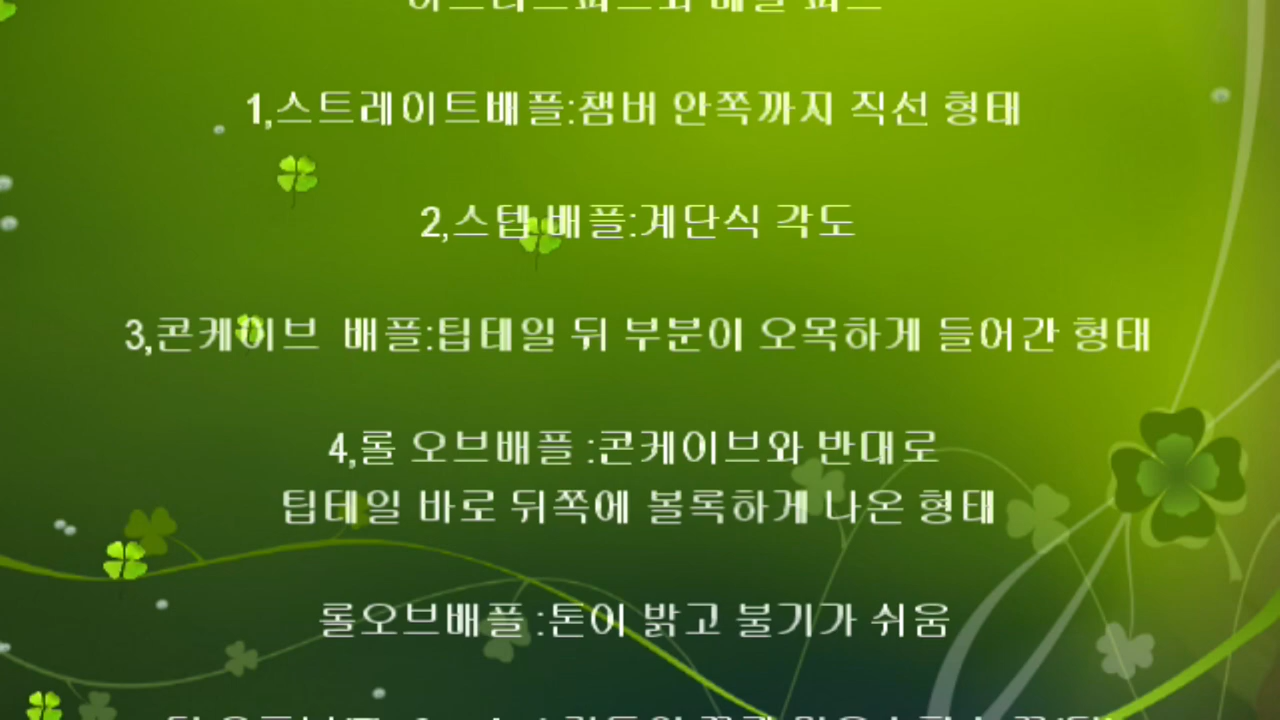 1,스트레이트배플:챔버 안쪽까지 직선 형태
2,스텝 배플:계단식 각도
3,콘케이브 배플:팁테일 뒤 부분이 오목하게 들어간 형태
4,롤 오브배플 :콘케이브와 반대로
팁테일 바로 뒤쪽에 볼록하게 나온 형태
롤오브배플 :톤이 밝고 불기가 쉬움